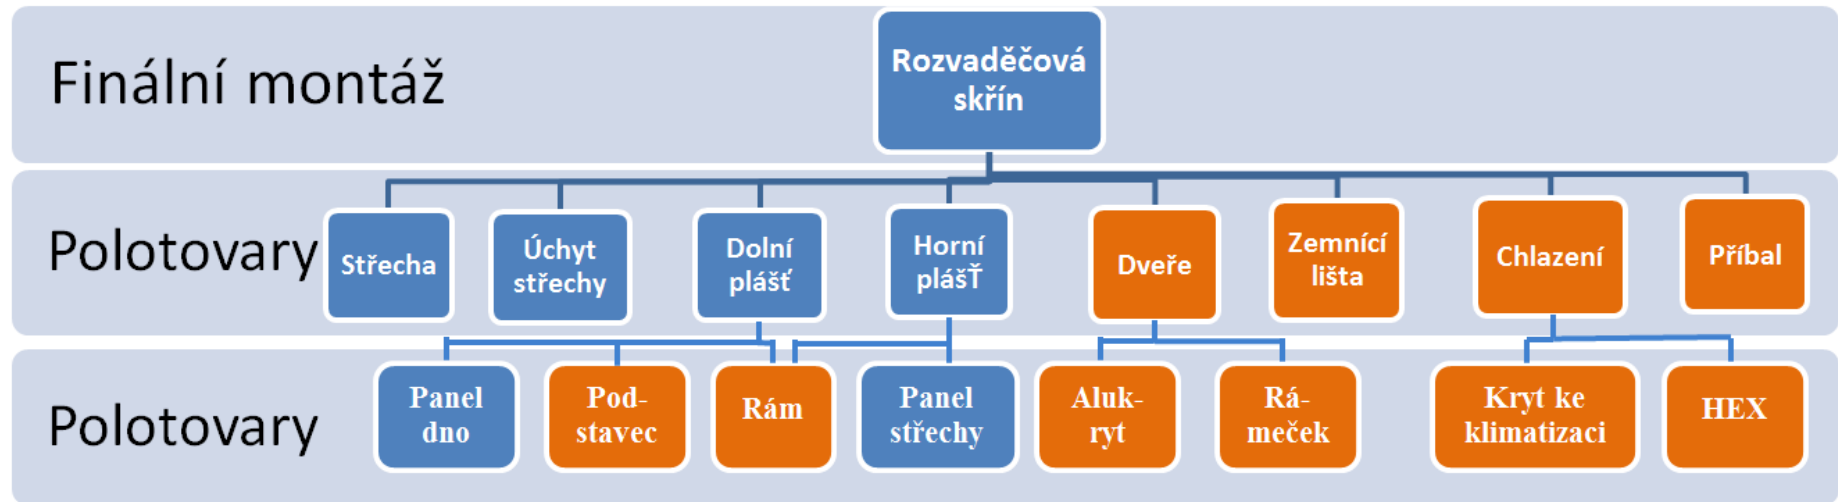 Finální montáž
Rozvaděčová
skřín
Polotovary
Střecha
Úchyt
střechy
Dolní
plášť
Horní
plášŤ
Dveře
Zemnící
lišta
Chlazení
Příbal
Polotovary
Panel
dno
Pod-
stavec
Rám
Panel
střechy
Aluk-
ryt
Rá-
meček
Kryt ke
klimatizaci
HEX